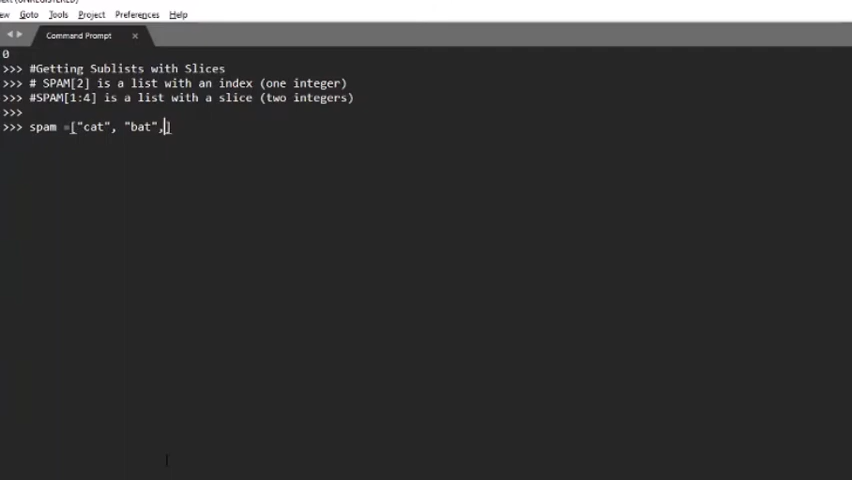 Goto Tools Project Preferences Help
Command Prompt
0
>>> #Getting Sublists with Slices
>>> # SPAM[2] is a list with an index (one integer)
>>> #SPAM[1:4] is a list with a slice (two integers)
>>>
>>> spam =["cat", "bat",]